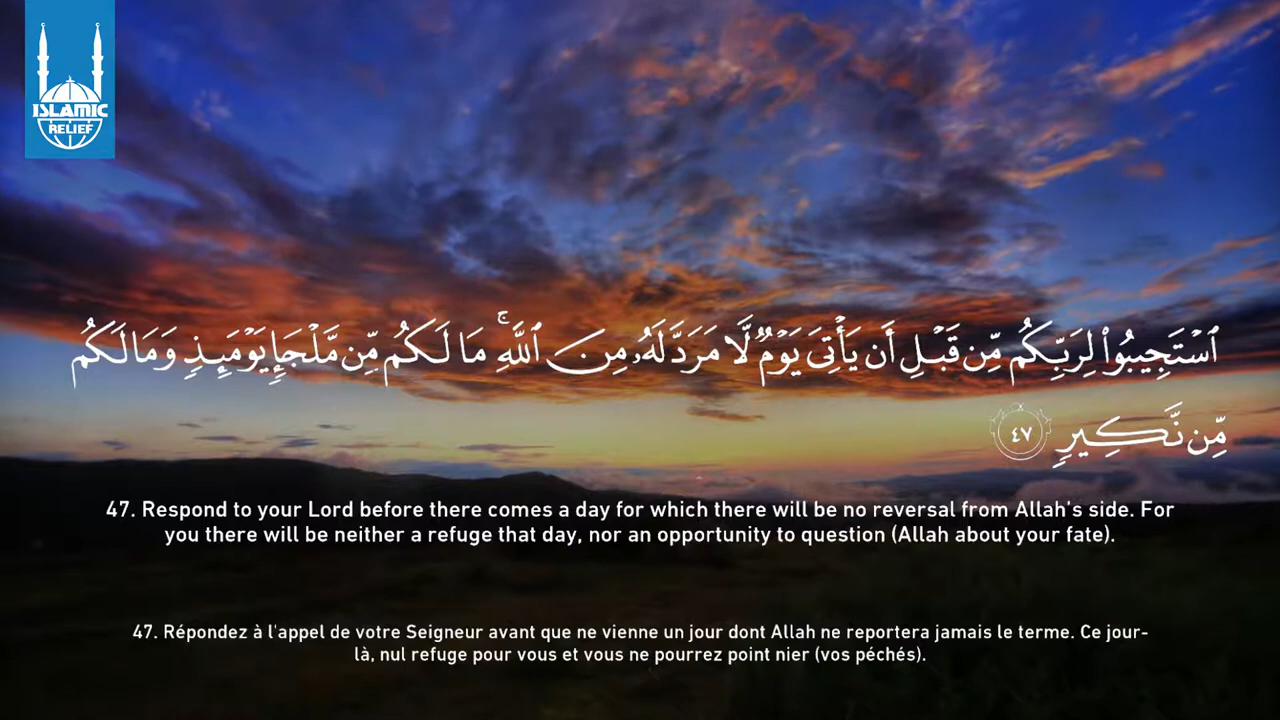 ISLAMIC
RELIEF
ٱسْتَجِيبُوا۟ لِرَبِّكُم مِّن قَبْلِ أَن يَأْتِىَ يَوْمٌ لَّا مَرَدَّ لَهُۥ مِنَ ٱللَّهِ ۚ مَا لَكُم مِّن مَّلْجَإٍ يَوْمَئِذٍ وَمَا لَكُم
مِّن نَّكِيرٍ ٤٧
47. Respond to your Lord before there comes a day for which there will be no reversal from Allah's side. For
you there will be neither a refuge that day, nor an opportunity to question (Allah about your fate).
47. Répondez à l'appel de votre Seigneur avant que ne vienne un jour dont Allah ne reportera jamais le terme. Ce jour-
là, nul refuge pour vous et vous ne pourrez point nier (vos péchés).